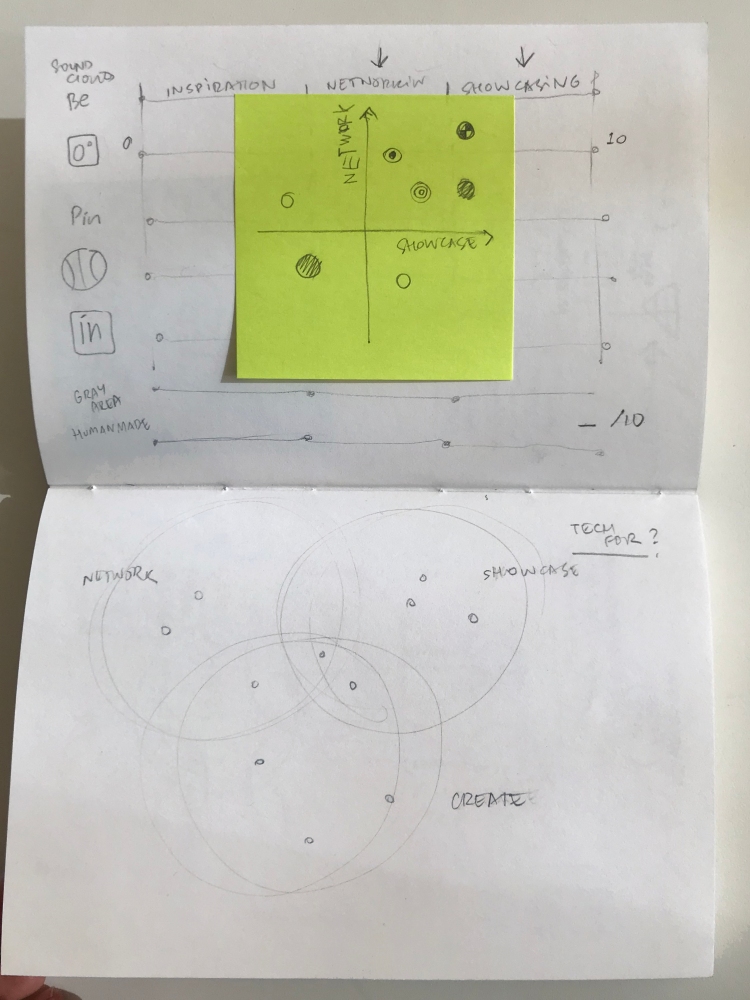 SOUND
CLOUD
Be
INSPIRATION
NETWORKIN
SHOWCASING
0°
0
10
Pin
in
GRAY
AREA
HUMANMADE
_ /10
NETWORK
SHOWCASE
TECH
FOR ?
NETWORK
SHOWCASE
CREATE